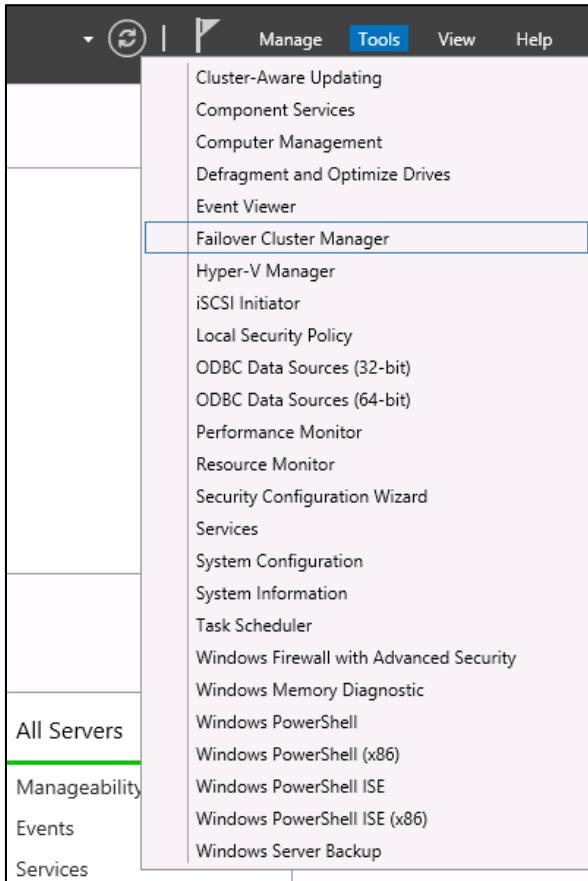 Manage Tools View Help
Cluster-Aware Updating
Component Services
Computer Management
Defragment and Optimize Drives
Event Viewer
Failover Cluster Manager
Hyper-V Manager
iSCSI Initiator
Local Security Policy
ODBC Data Sources (32-bit)
ODBC Data Sources (64-bit)
Performance Monitor
Resource Monitor
Security Configuration Wizard
Services
System Configuration
System Information
Task Scheduler
Windows Firewall with Advanced Security
Windows Memory Diagnostic
Windows PowerShell
Windows PowerShell (x86)
Windows PowerShell ISE
Windows PowerShell ISE (x86)
Windows Server Backup
All Servers
Manageability
Events
Services